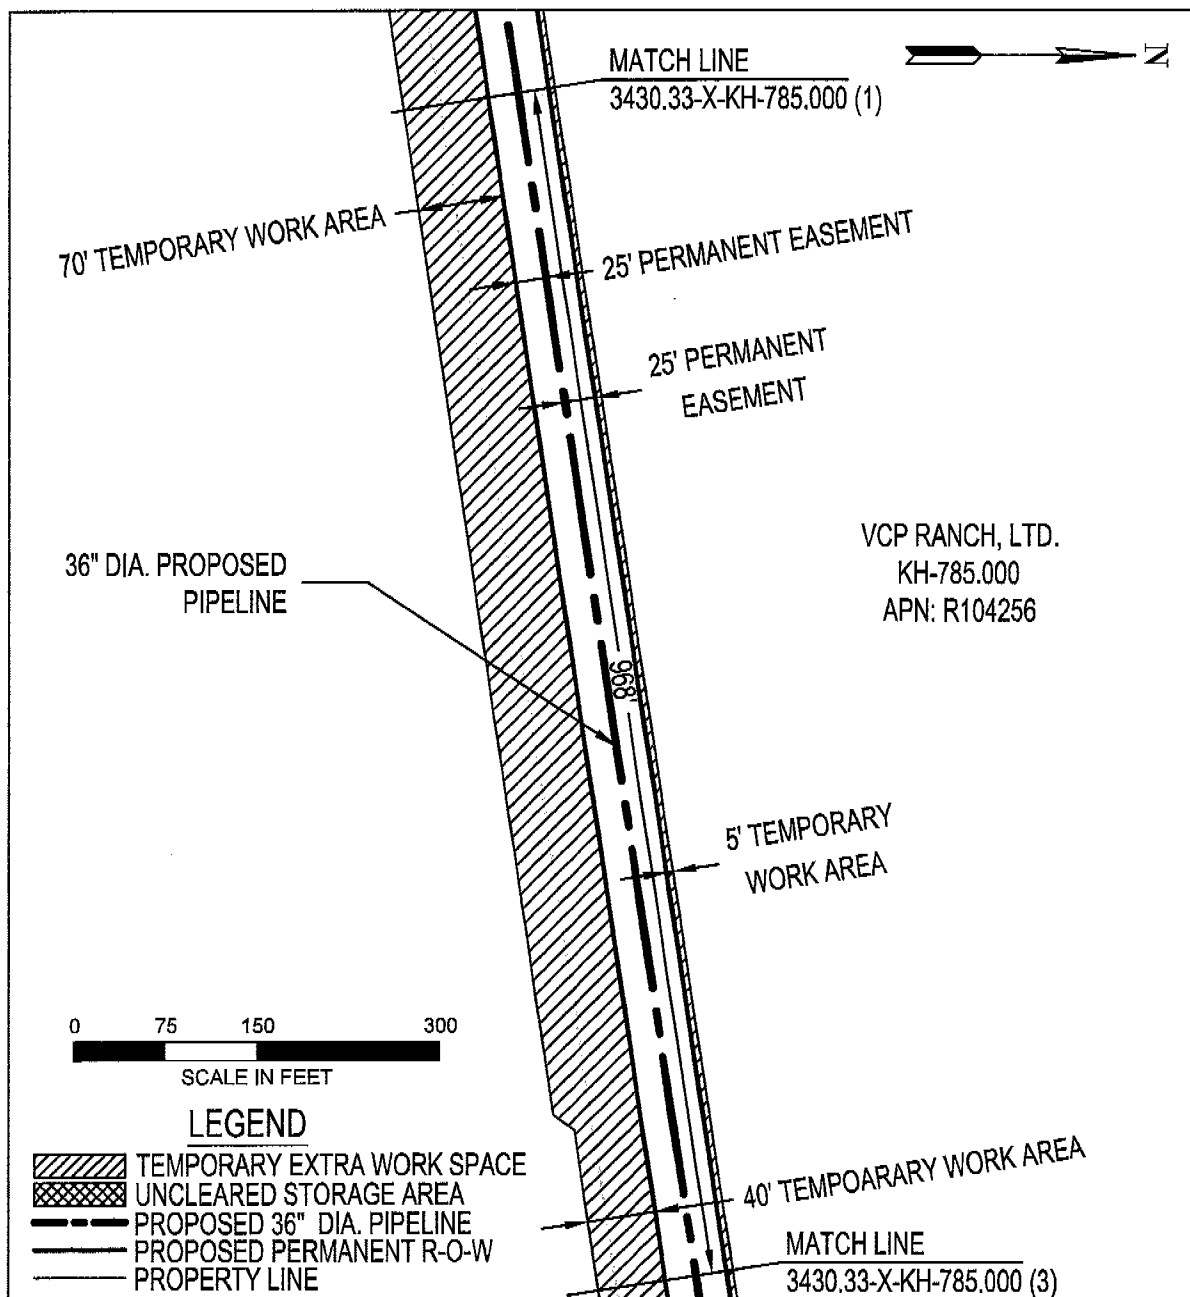 MATCH LINE
3430.33-X-KH-785.000 (1)
N
70' TEMPORARY WORK AREA
25' PERMANENT EASEMENT
25' PERMANENT
EASEMENT
VCP RANCH, LTD.
KH-785.000
APN: R104256
36" DIA. PROPOSED
PIPELINE
968'
5' TEMPORARY
WORK AREA
0 75 150 300
SCALE IN FEET
LEGEND
TEMPORARY EXTRA WORK SPACE
UNCLEARED STORAGE AREA
PROPOSED 36" DIA. PIPELINE
PROPOSED PERMANENT R-O-W
PROPERTY LINE
40' TEMPOARARY WORK AREA
MATCH LINE
3430.33-X-KH-785.000 (3)